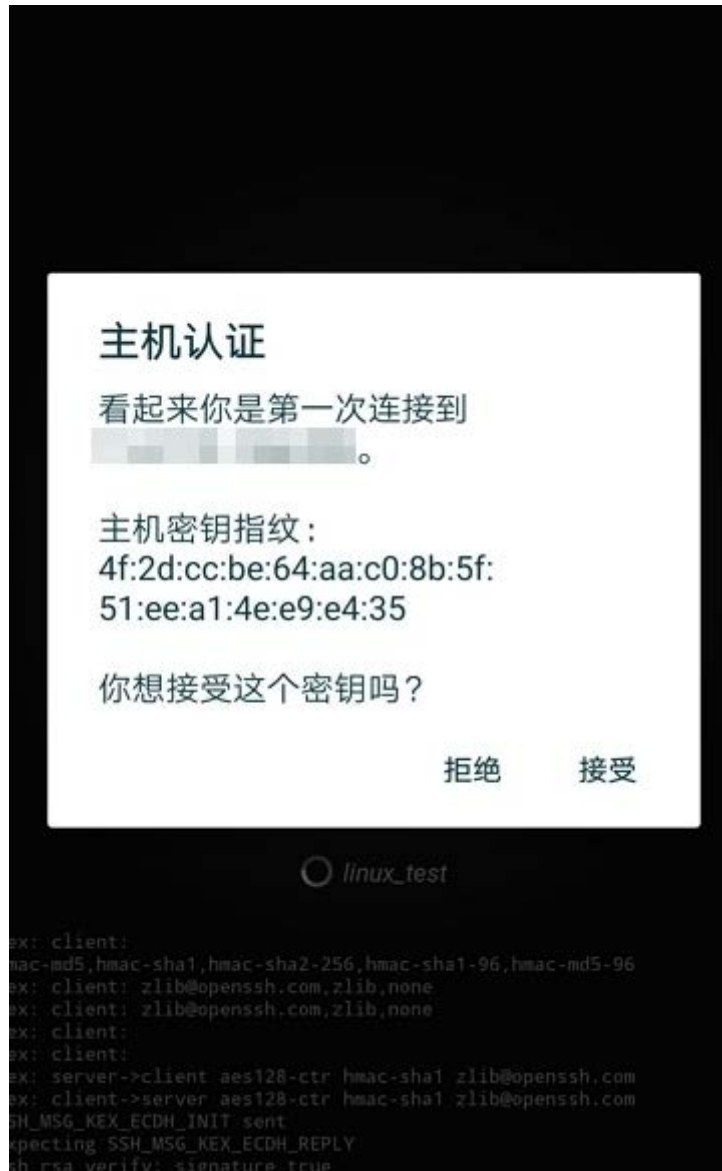 主机认证
看起来你是第一次连接到
。
主机密钥指纹:
4f:2d:cc:be:64:aa:c0:8b:5f:
51:ee:a1:4e:e9:e4:35
你想接受这个密钥吗?
拒绝 接受
linux_test
ex: client:
mac-md5,hmac-sha1,hmac-sha2-256,hmac-sha1-96,hmac-md5-96
ex: client: zlib@openssh.com,zlib,none
ex: client: zlib@openssh.com,zlib,none
ex: client:
ex: client:
ex: server->client aes128-ctr hmac-sha1 zlib@openssh.com
ex: client->server aes128-ctr hmac-sha1 zlib@openssh.com
SH_MSG_KEX_ECDH_INIT sent
xpecting SSH_MSG_KEX_ECDH_REPLY
sh_rsa_verify: signature true